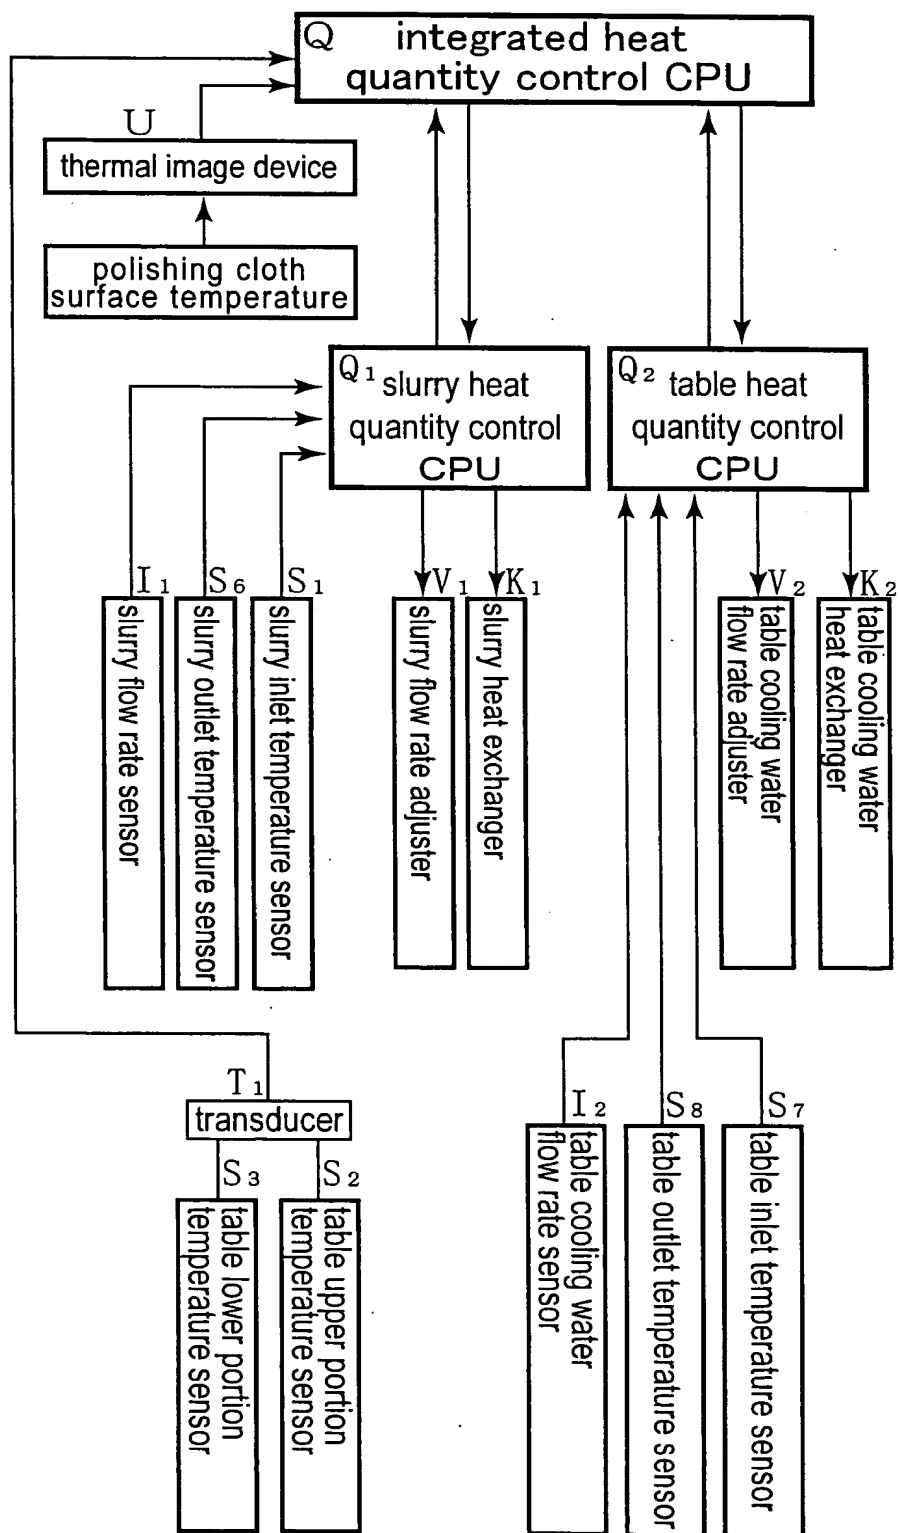 Q integrated heat
quantity control CPU
U
thermal image device
polishing cloth
surface temperature
Q1 slurry heat
quantity control
CPU
Q2 table heat
quantity control
CPU
I1
slurry flow rate sensor
S6
slurry outlet temperature sensor
S1
slurry inlet temperature sensor
V1
slurry flow rate adjuster
K1
slurry heat exchanger
V2
table cooling water
flow rate adjuster
K2
table cooling water
heat exchanger
T1
transducer
S3
table lower portion
temperature sensor
S2
table upper portion
temperature sensor
I2
table cooling water
flow rate sensor
S8
table outlet temperature sensor
S7
table inlet temperature sensor